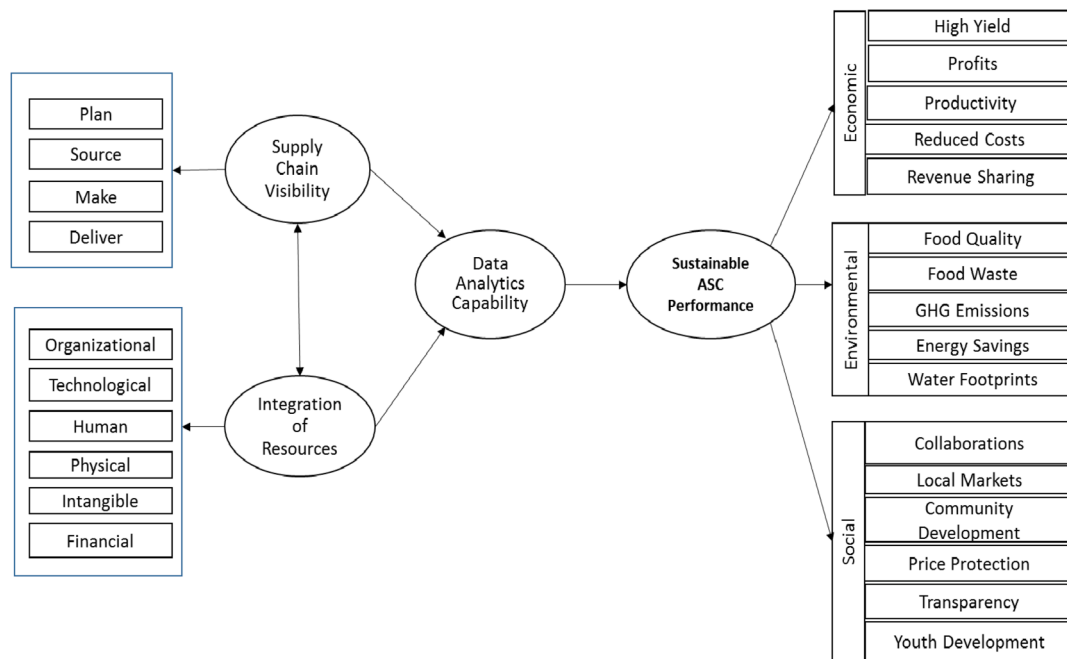 Plan
Source
Make
Deliver
Organizational
Technological
Human
Physical
Intangible
Financial
Supply
Chain
Visibility
Integration
of
Resources
Data
Analytics
Capability
Sustainable
ASC
Performance
Economic
High Yield
Profits
Productivity
Reduced Costs
Revenue Sharing
Environmental
Food Quality
Food Waste
GHG Emissions
Energy Savings
Water Footprints
Social
Collaborations
Local Markets
Community
Development
Price Protection
Transparency
Youth Development